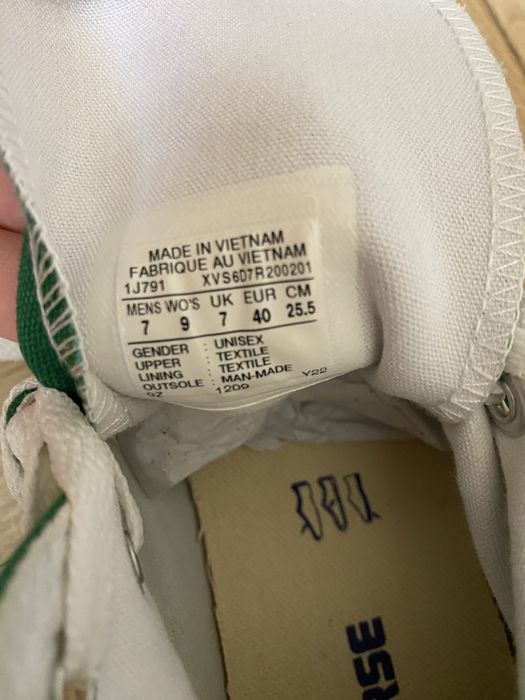 MADE IN VIETNAM
FABRIQUE AU VIETNAM
1J791 XVS6D7R200201
MENS WO'S UK EUR CM
7 9 7 40 25.5
GENDER : UNISEX
UPPER : TEXTILE
LINING : TEXTILE
OUTSOLE : MAN-MADE Y22
9Z 1209
RSE